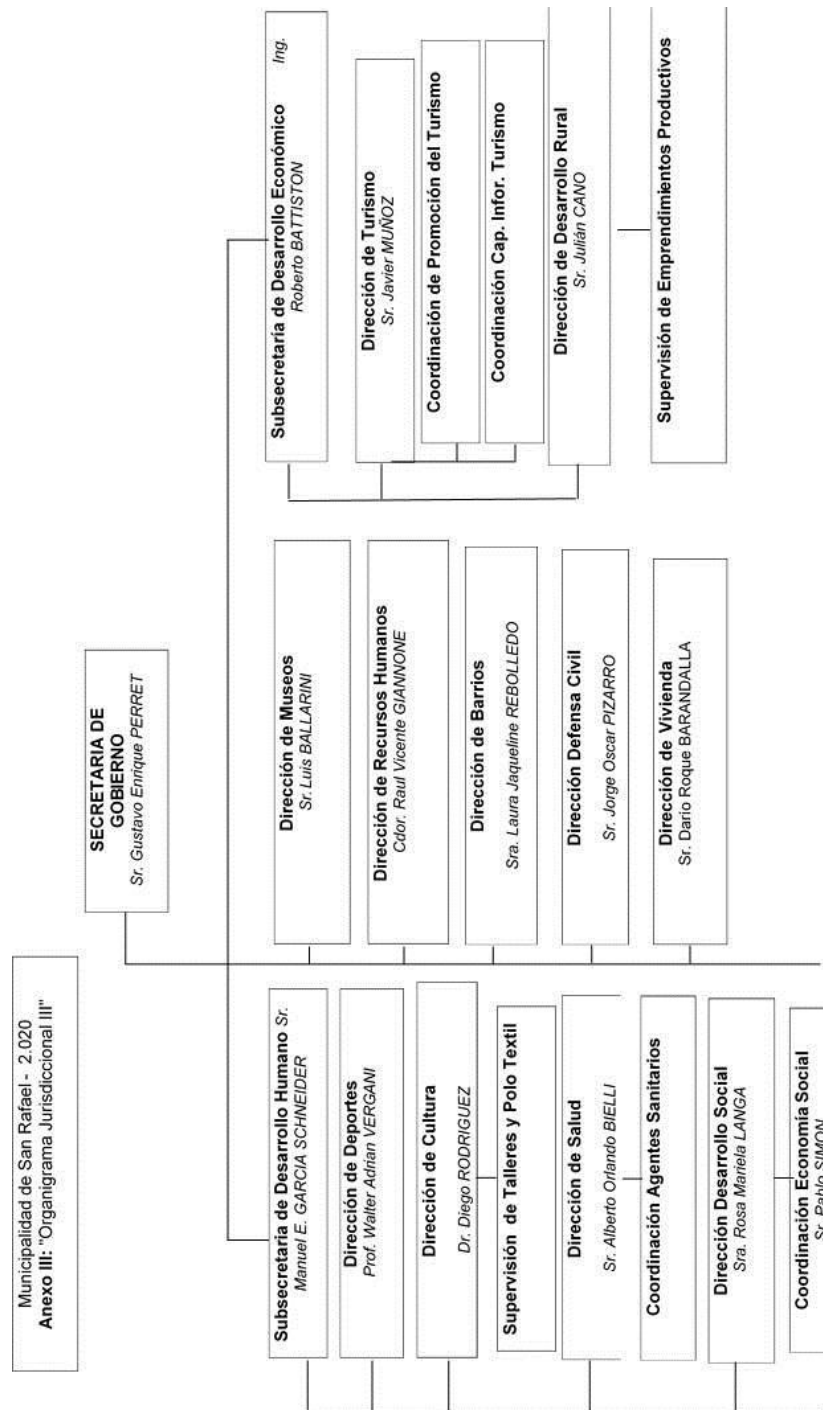 Municipalidad de San Rafael - 2.020
Anexo III: "Organigrama Jurisdiccional III"
SECRETARIA DE
GOBIERNO
Sr. Gustavo Enrique PERRET
Subsecretaria de Desarrollo Humano Sr.
Manuel E. GARCIA SCHNEIDER
Dirección de Deportes
Prof. Walter Adrian VERGANI
Dirección de Cultura
Dr. Diego RODRIGUEZ
Supervisión de Talleres y Polo Textil
Dirección de Salud
Sr. Alberto Orlando BIELLI
Coordinación Agentes Sanitarios
Dirección Desarrollo Social
Sra. Rosa Mariela LANGA
Coordinación Economía Social
Sr. Pablo SIMON
Dirección de Museos
Sr. Luis BALLARINI
Dirección de Recursos Humanos
Cdor. Raul Vicente GIANNONE
Dirección de Barrios
Sra. Laura Jaqueline REBOLLEDO
Dirección Defensa Civil
Sr. Jorge Oscar PIZARRO
Dirección de Vivienda
Sr. Dario Roque BARANDALLA
Subsecretaría de Desarrollo Económico Ing.
Roberto BATTISTON
Dirección de Turismo
Sr. Javier MUÑOZ
Coordinación de Promoción del Turismo
Coordinación Cap. Infor. Turismo
Dirección de Desarrollo Rural
Sr. Julián CANO
Supervisión de Emprendimientos Productivos